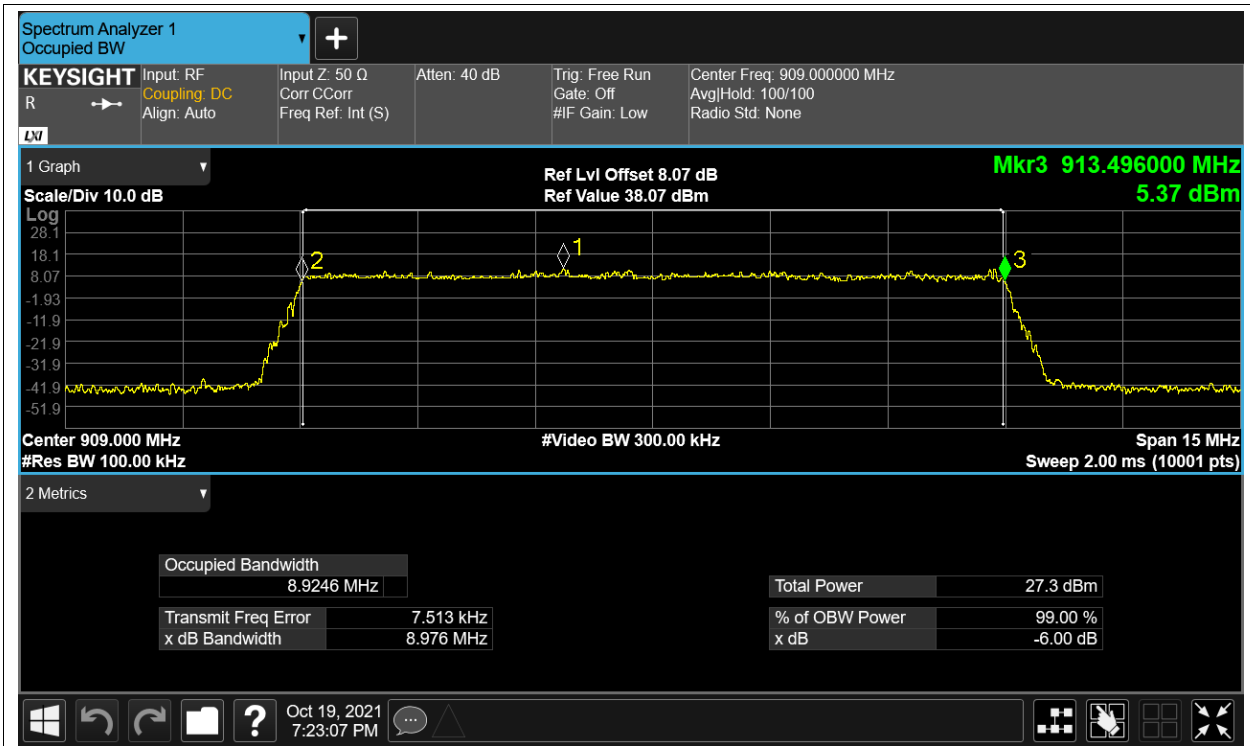 Spectrum Analyzer 1
Occupied BW
+
KEYSIGHT
R
LXI
Input: RF
Coupling: DC
Align: Auto
Input Z: 50 Ω
Corr CCorr
Freq Ref: Int (S)
Atten: 40 dB
Trig: Free Run
Gate: Off
#IF Gain: Low
Center Freq: 909.000000 MHz
Avg|Hold: 100/100
Radio Std: None
1 Graph
Scale/Div 10.0 dB
Ref Lvl Offset 8.07 dB
Ref Value 38.07 dBm
Mkr3 913.496000 MHz
5.37 dBm
Log
28.1
18.1
8.07
-1.93
-11.9
-21.9
-31.9
-41.9
-51.9
2
1
3
Center 909.000 MHz
#Res BW 100.00 kHz
#Video BW 300.00 kHz
Span 15 MHz
Sweep 2.00 ms (10001 pts)
2 Metrics
Occupied Bandwidth
8.9246 MHz
Transmit Freq Error 7.513 kHz
x dB Bandwidth 8.976 MHz
Total Power 27.3 dBm
% of OBW Power 99.00 %
x dB -6.00 dB
?
Oct 19, 2021
7:23:07 PM